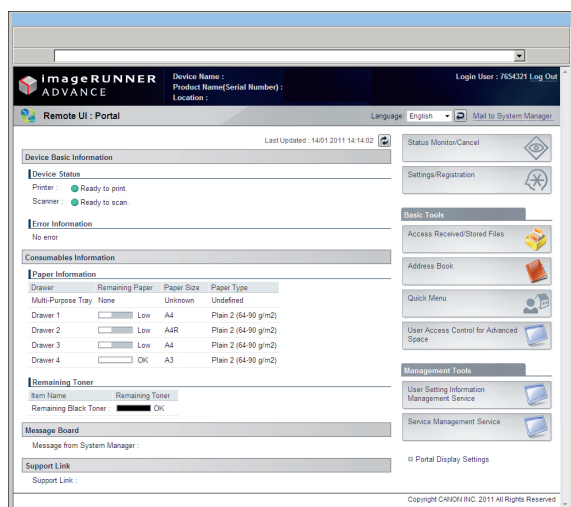 imageRUNNER
ADVANCE
Device Name :
Product Name(Serial Number) :
Location :
Login User : 7654321 Log Out
Remote UI : Portal
Language English Mail to System Manager
Last Updated : 14/01 2011 14:14:02
Device Basic Information
Device Status
Printer : Ready to print.
Scanner : Ready to scan.
Error Information
No error
Consumables Information
Paper Information
Drawer Remaining Paper Paper Size Paper Type
Multi-Purpose Tray None Unknown Undefined
Drawer 1 Low A4 Plain 2 (64-90 g/m2)
Drawer 2 Low A4R Plain 2 (64-90 g/m2)
Drawer 3 Low A4 Plain 2 (64-90 g/m2)
Drawer 4 OK A3 Plain 2 (64-90 g/m2)
Remaining Toner
Item Name Remaining Toner
Remaining Black Toner : OK
Message Board
Message from System Manager :
Support Link
Support Link :
Status Monitor/Cancel
Settings/Registration
Basic Tools
Access Received/Stored Files
Address Book
Quick Menu
User Access Control for Advanced
Space
Management Tools
User Setting Information
Management Service
Service Management Service
Portal Display Settings
Copyright CANON INC. 2011 All Rights Reserved